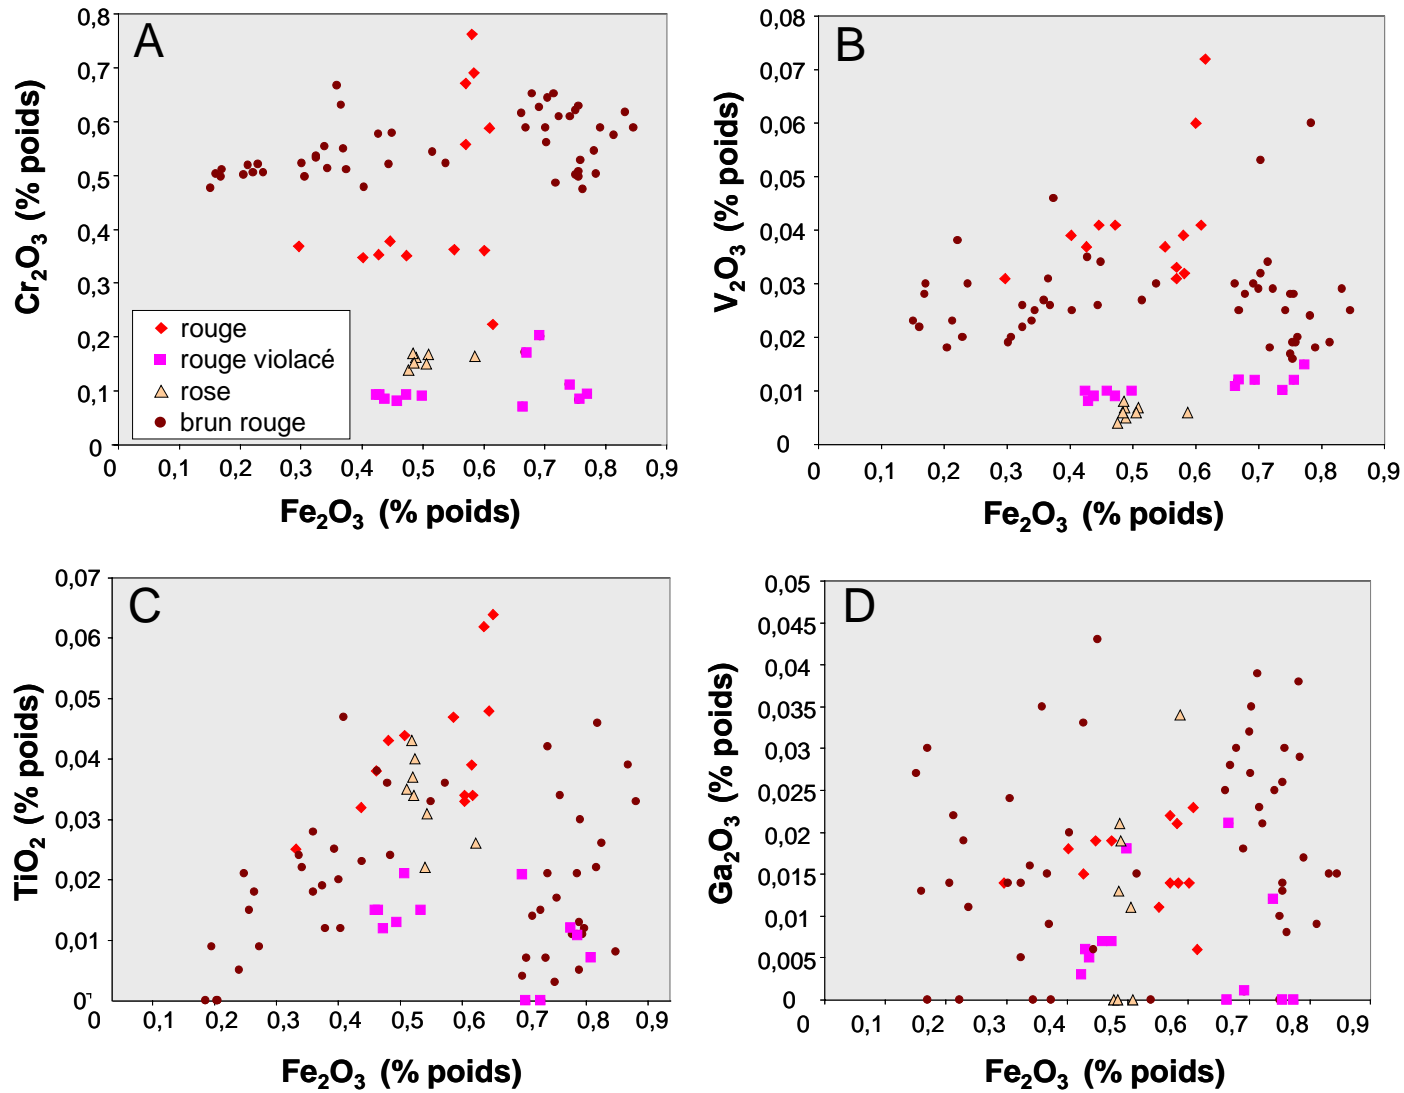 A
Cr₂O₃ (% poids)
0,8
0,7
0,6
0,5
0,4
0,3
0,2
0,1
0
rouge
rouge violacé
rose
brun rouge
0 0,1 0,2 0,3 0,4 0,5 0,6 0,7 0,8 0,9
Fe₂O₃ (% poids)
B
V₂O₃ (% poids)
0,08
0,07
0,06
0,05
0,04
0,03
0,02
0,01
0
0 0,1 0,2 0,3 0,4 0,5 0,6 0,7 0,8 0,9
Fe₂O₃ (% poids)
C
TiO₂ (% poids)
0,07
0,06
0,05
0,04
0,03
0,02
0,01
0
0 0,1 0,2 0,3 0,4 0,5 0,6 0,7 0,8 0,9
Fe₂O₃ (% poids)
D
Ga₂O₃ (% poids)
0,05
0,045
0,04
0,035
0,03
0,025
0,02
0,015
0,01
0,005
0
0 0,1 0,2 0,3 0,4 0,5 0,6 0,7 0,8 0,9
Fe₂O₃ (% poids)